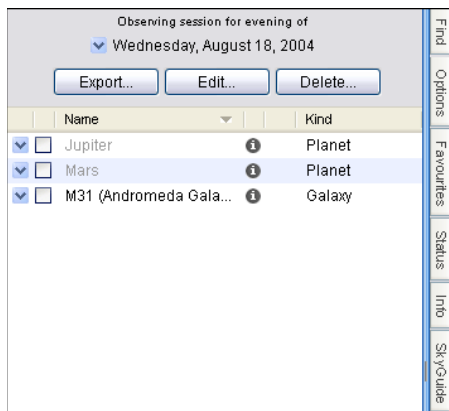 Observing session for evening of
Wednesday, August 18, 2004
Export... Edit... Delete...
Name Kind
Jupiter Planet
Mars Planet
M31 (Andromeda Gala... Galaxy
Find
Options
Favourites
Status
Info
SkyGuide